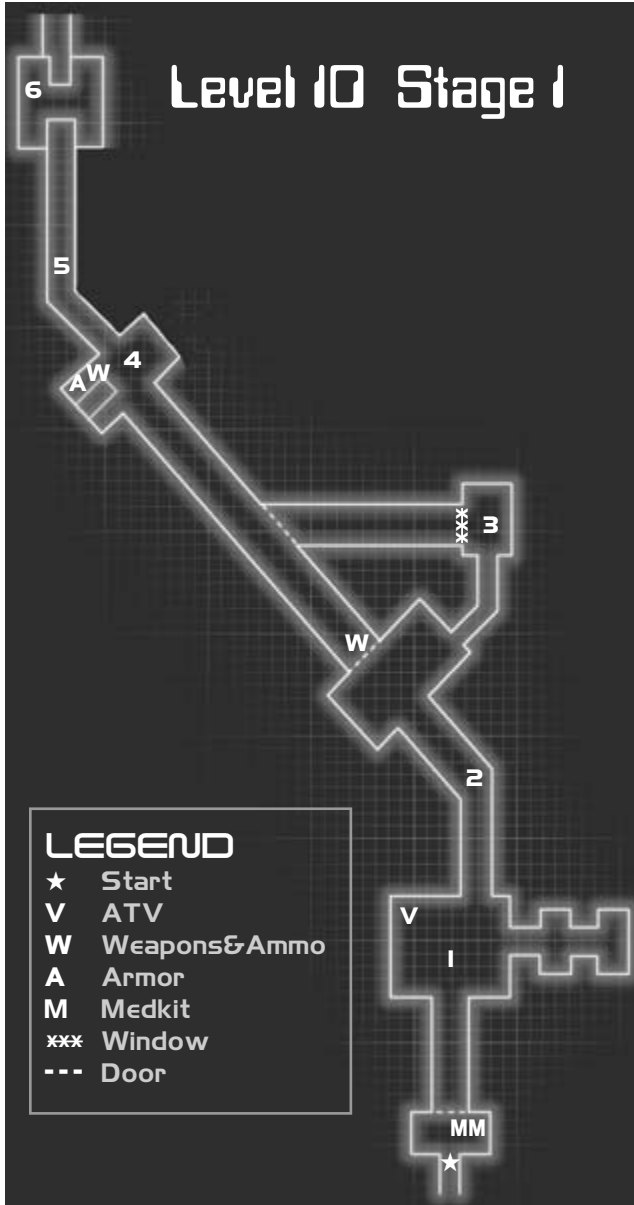 6
Level 10 Stage 1
5
4
W
A
3
W
2
LEGEND
★ Start
V ATV
W Weapons&Ammo
A Armor
M Medkit
xxx Window
--- Door
V
1
MM